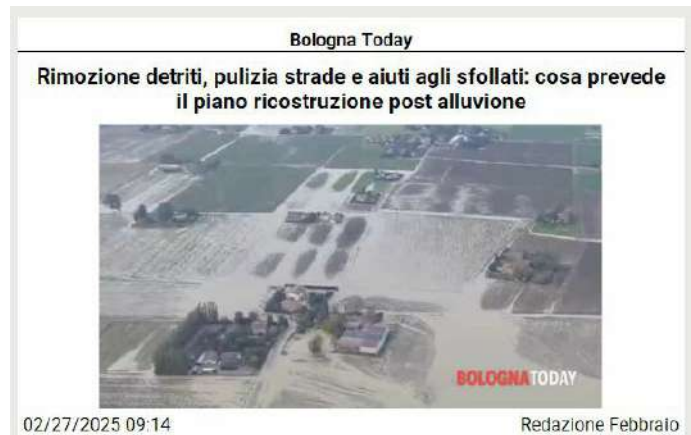 Bologna Today
Rimozione detriti, pulizia strade e aiuti agli sfollati: cosa prevede
il piano ricostruzione post alluvione
BOLOGNATODAY
02/27/2025 09:14
Redazione Febbraio